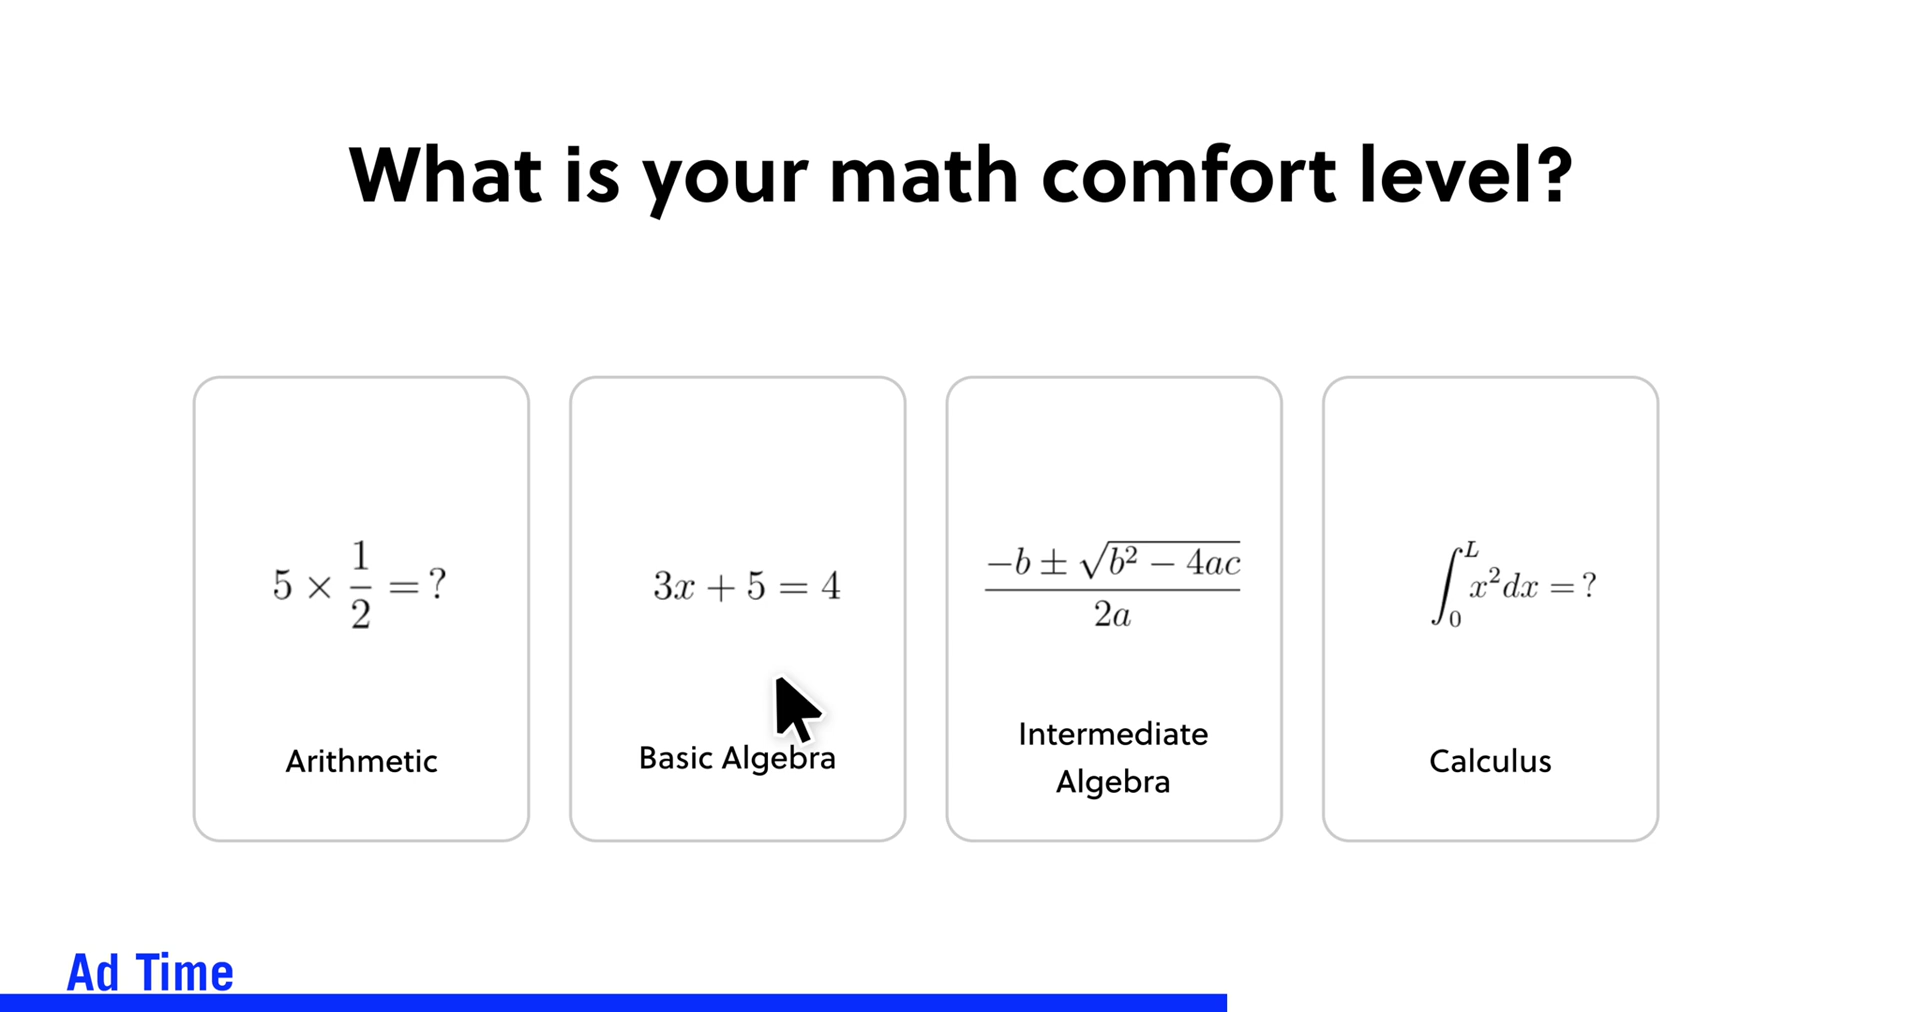 What is your math comfort level?
5 × 1/2 = ?
Arithmetic
3x + 5 = 4
Basic Algebra
−b ± √(b² − 4ac)
2a
Intermediate
Algebra
∫₀ᴸ x²dx = ?
Calculus
Ad Time